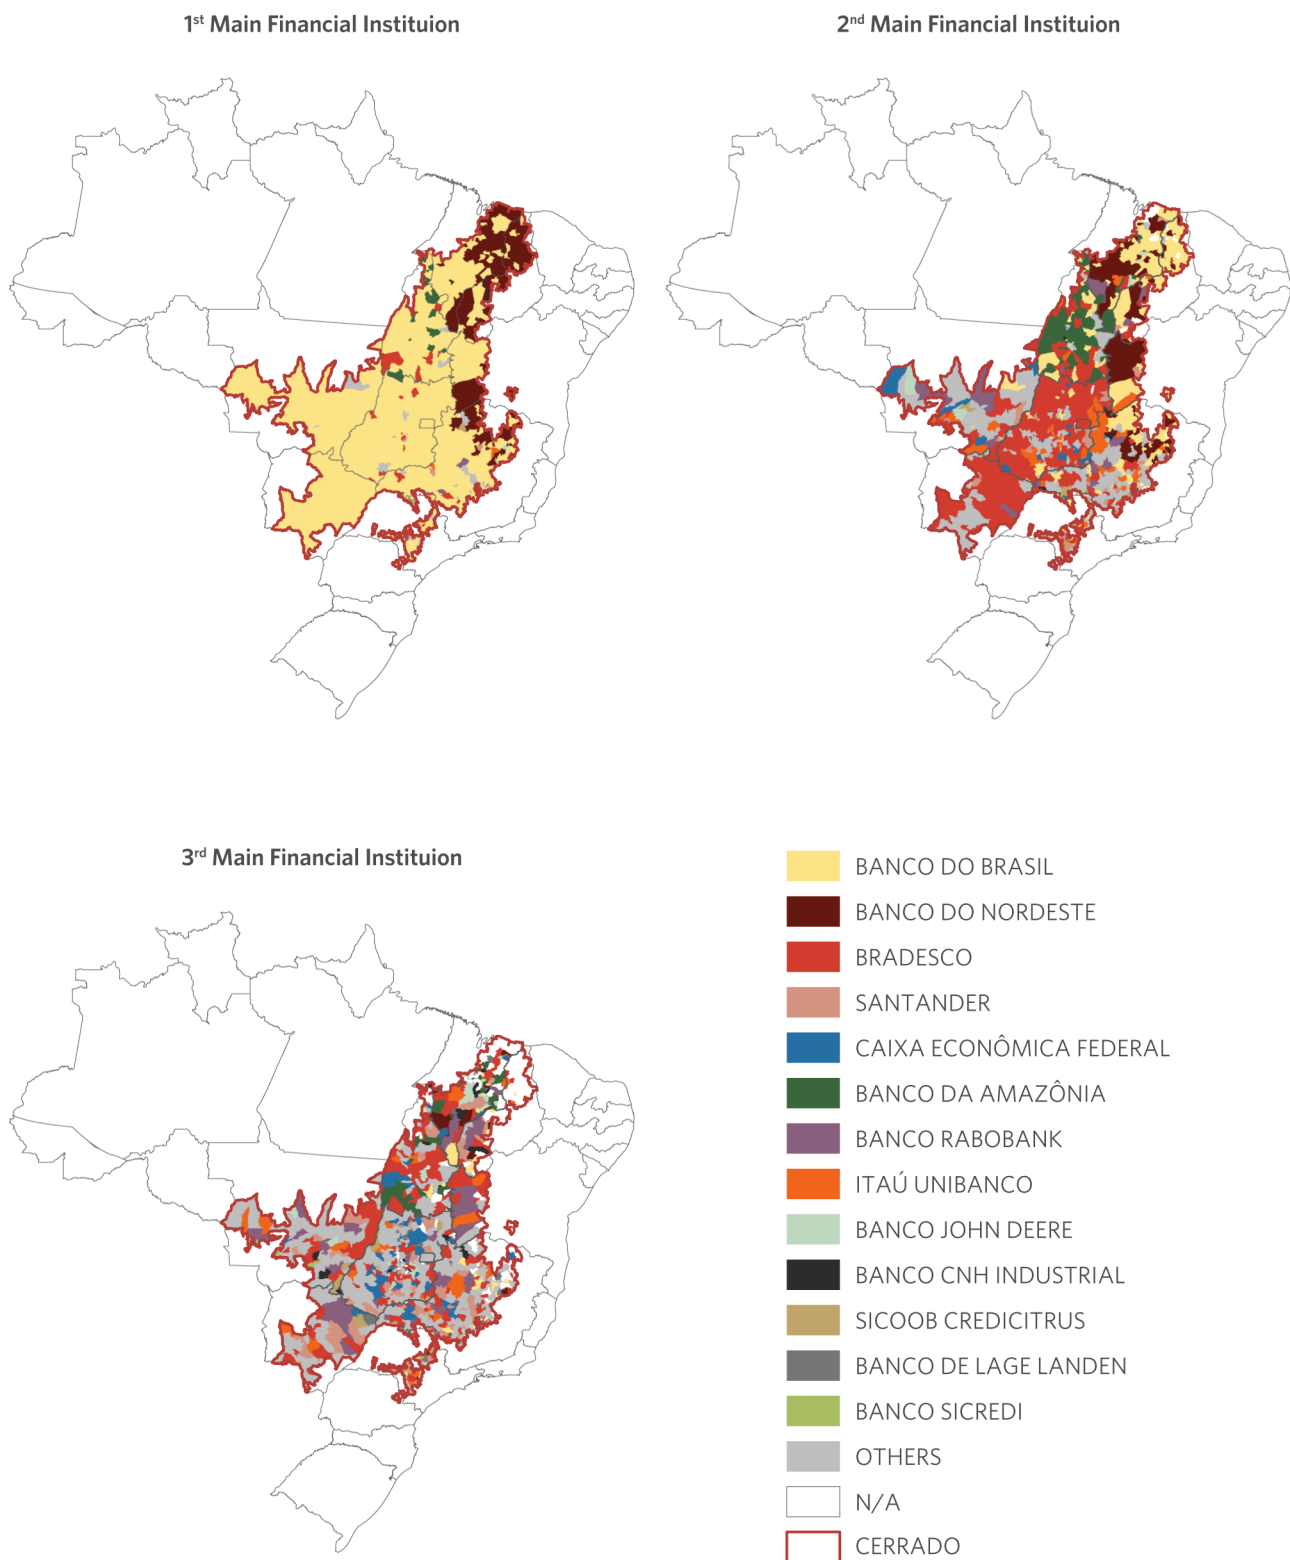 1st Main Financial Instituion
2nd Main Financial Instituion
3rd Main Financial Instituion
BANCO DO BRASIL
BANCO DO NORDESTE
BRADESCO
SANTANDER
CAIXA ECONÔMICA FEDERAL
BANCO DA AMAZÔNIA
BANCO RABOBANK
ITAÚ UNIBANCO
BANCO JOHN DEERE
BANCO CNH INDUSTRIAL
SICOOB CREDICITRUS
BANCO DE LAGE LANDEN
BANCO SICREDI
OTHERS
N/A
CERRADO